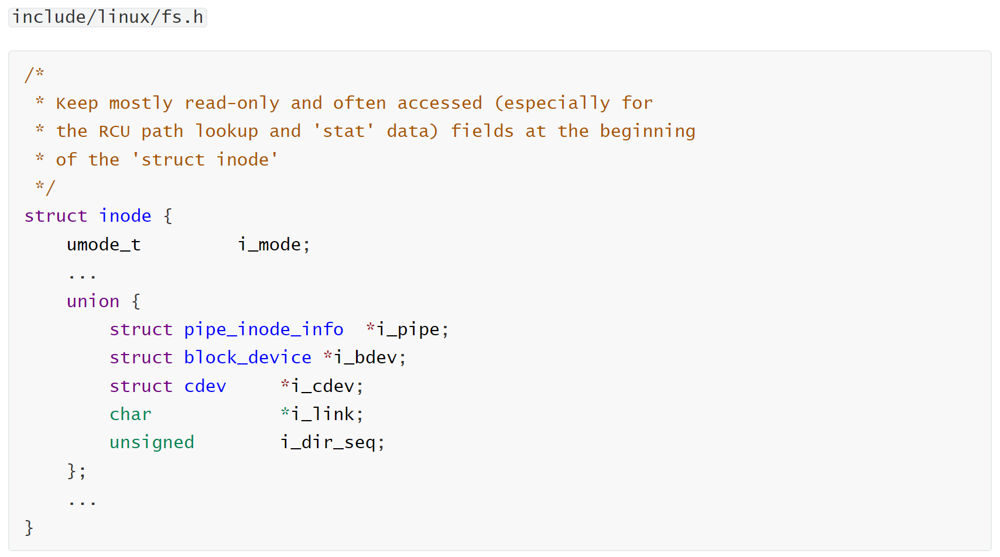 include/linux/fs.h
/*
 * Keep mostly read-only and often accessed (especially for
 * the RCU path lookup and 'stat' data) fields at the beginning
 * of the 'struct inode'
 */
struct inode {
    umode_t         i_mode;
    ...
    union {
        struct pipe_inode_info  *i_pipe;
        struct block_device *i_bdev;
        struct cdev     *i_cdev;
        char            *i_link;
        unsigned        i_dir_seq;
    };
    ...
}